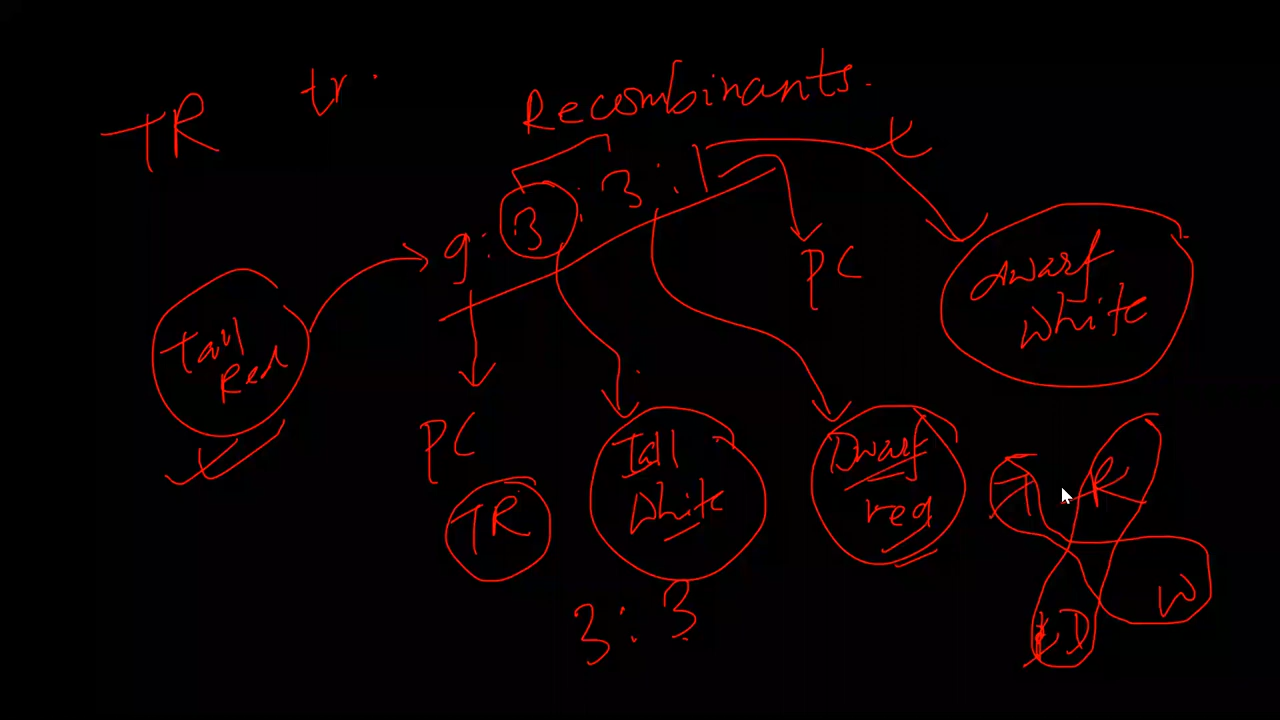 tr.
TR
Recombinants.
t
9:3:3:1
PC
Dwarf
White
Tall
Red
PC
TR
Tall
White
Dwarf
red
T R
D W
3:3